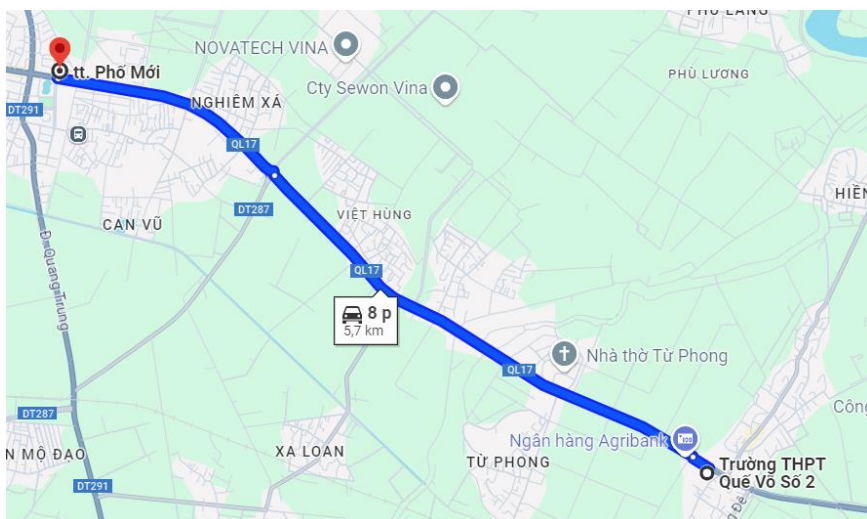 PHÙ LÃNG
NOVATECH VINA
tt. Phố Mới
PHÙ LƯƠNG
Cty Sewon Vina
NGHIÊM XÁ
DT291
QL17
HIỀN
DT287
VIỆT HÙNG
CAN VŨ
Đ. Quang Trung
QL17
8 p
5,7 km
Nhà thờ Từ Phong
QL17
DT287
Công
Ngân hàng Agribank
XA LOAN
N MỘ ĐẠO
TỪ PHONG
Trường THPT
Quế Võ Số 2
DT291